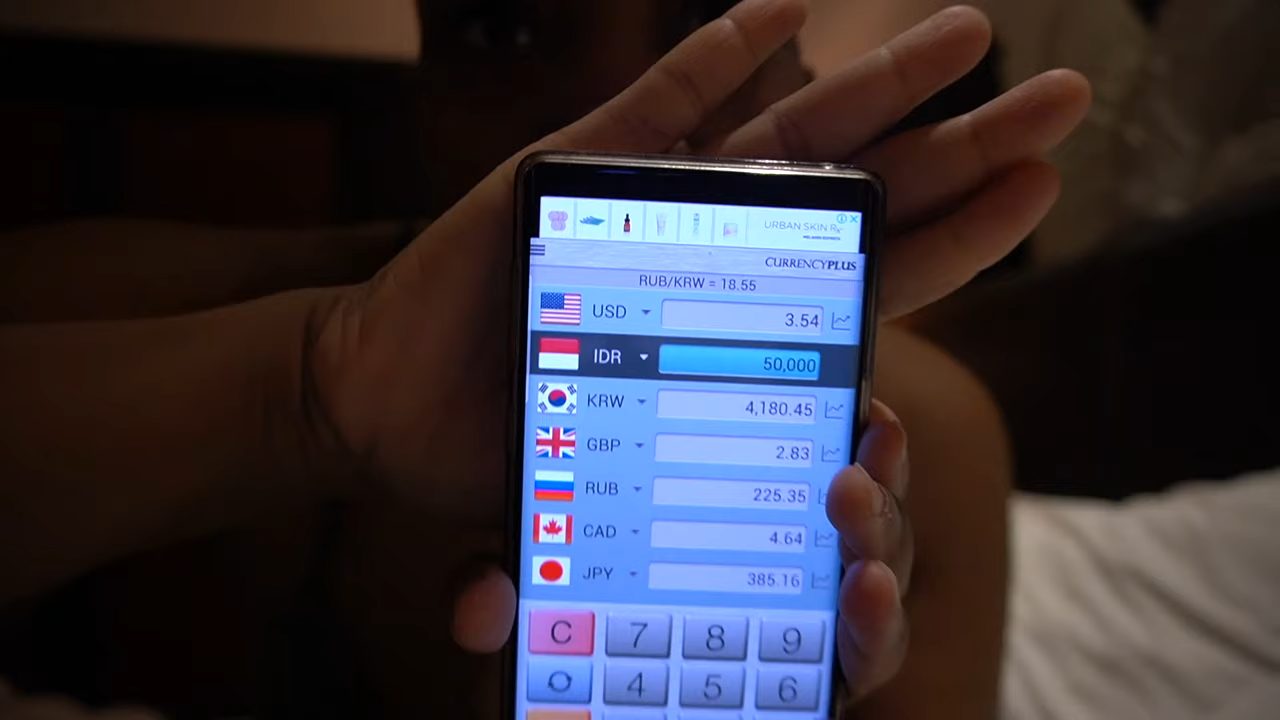 URBAN SKIN Rx
CURRENCYPLUS
RUB/KRW = 18.55
USD 3.54
IDR 50,000
KRW 4,180.45
GBP 2.83
RUB 225.35
CAD 4.64
JPY 385.16
C 7 8 9
4 5 6